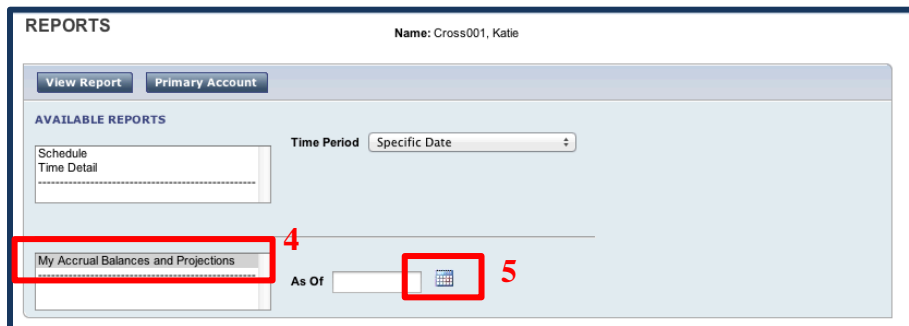 REPORTS
Name: Cross001, Katie
View Report Primary Account
AVAILABLE REPORTS
Time Period Specific Date
Schedule
Time Detail
4
My Accrual Balances and Projections
As Of
5